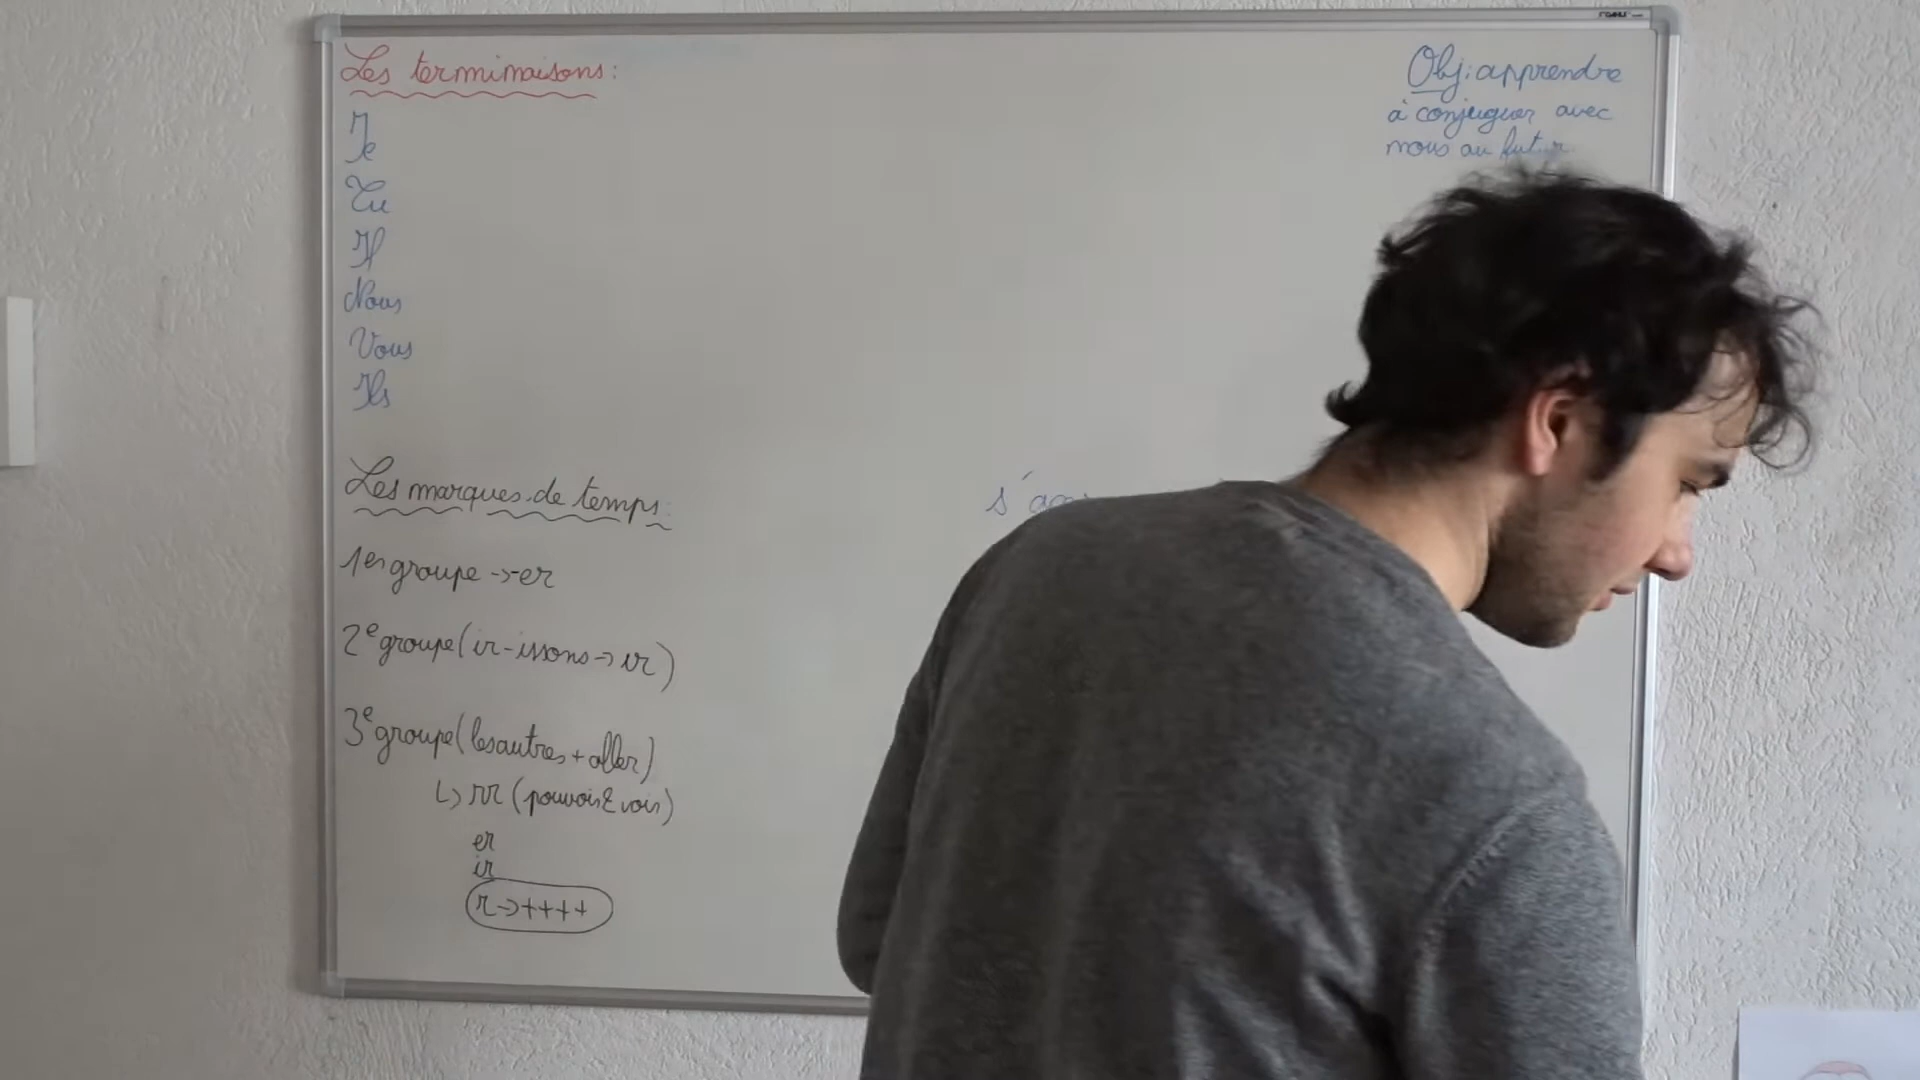 Les terminaisons:
Je
Tu
Il
Nous
Vous
Ils
Obj: apprendre
à conjuguer avec
nous au futur
Les marques de temps:
1er groupe -> er
2e groupe (ir-issons -> ir)
3e groupe (les autres + aller)
↳ rr (pouvoir & voir)
er
ir
r -> ++++